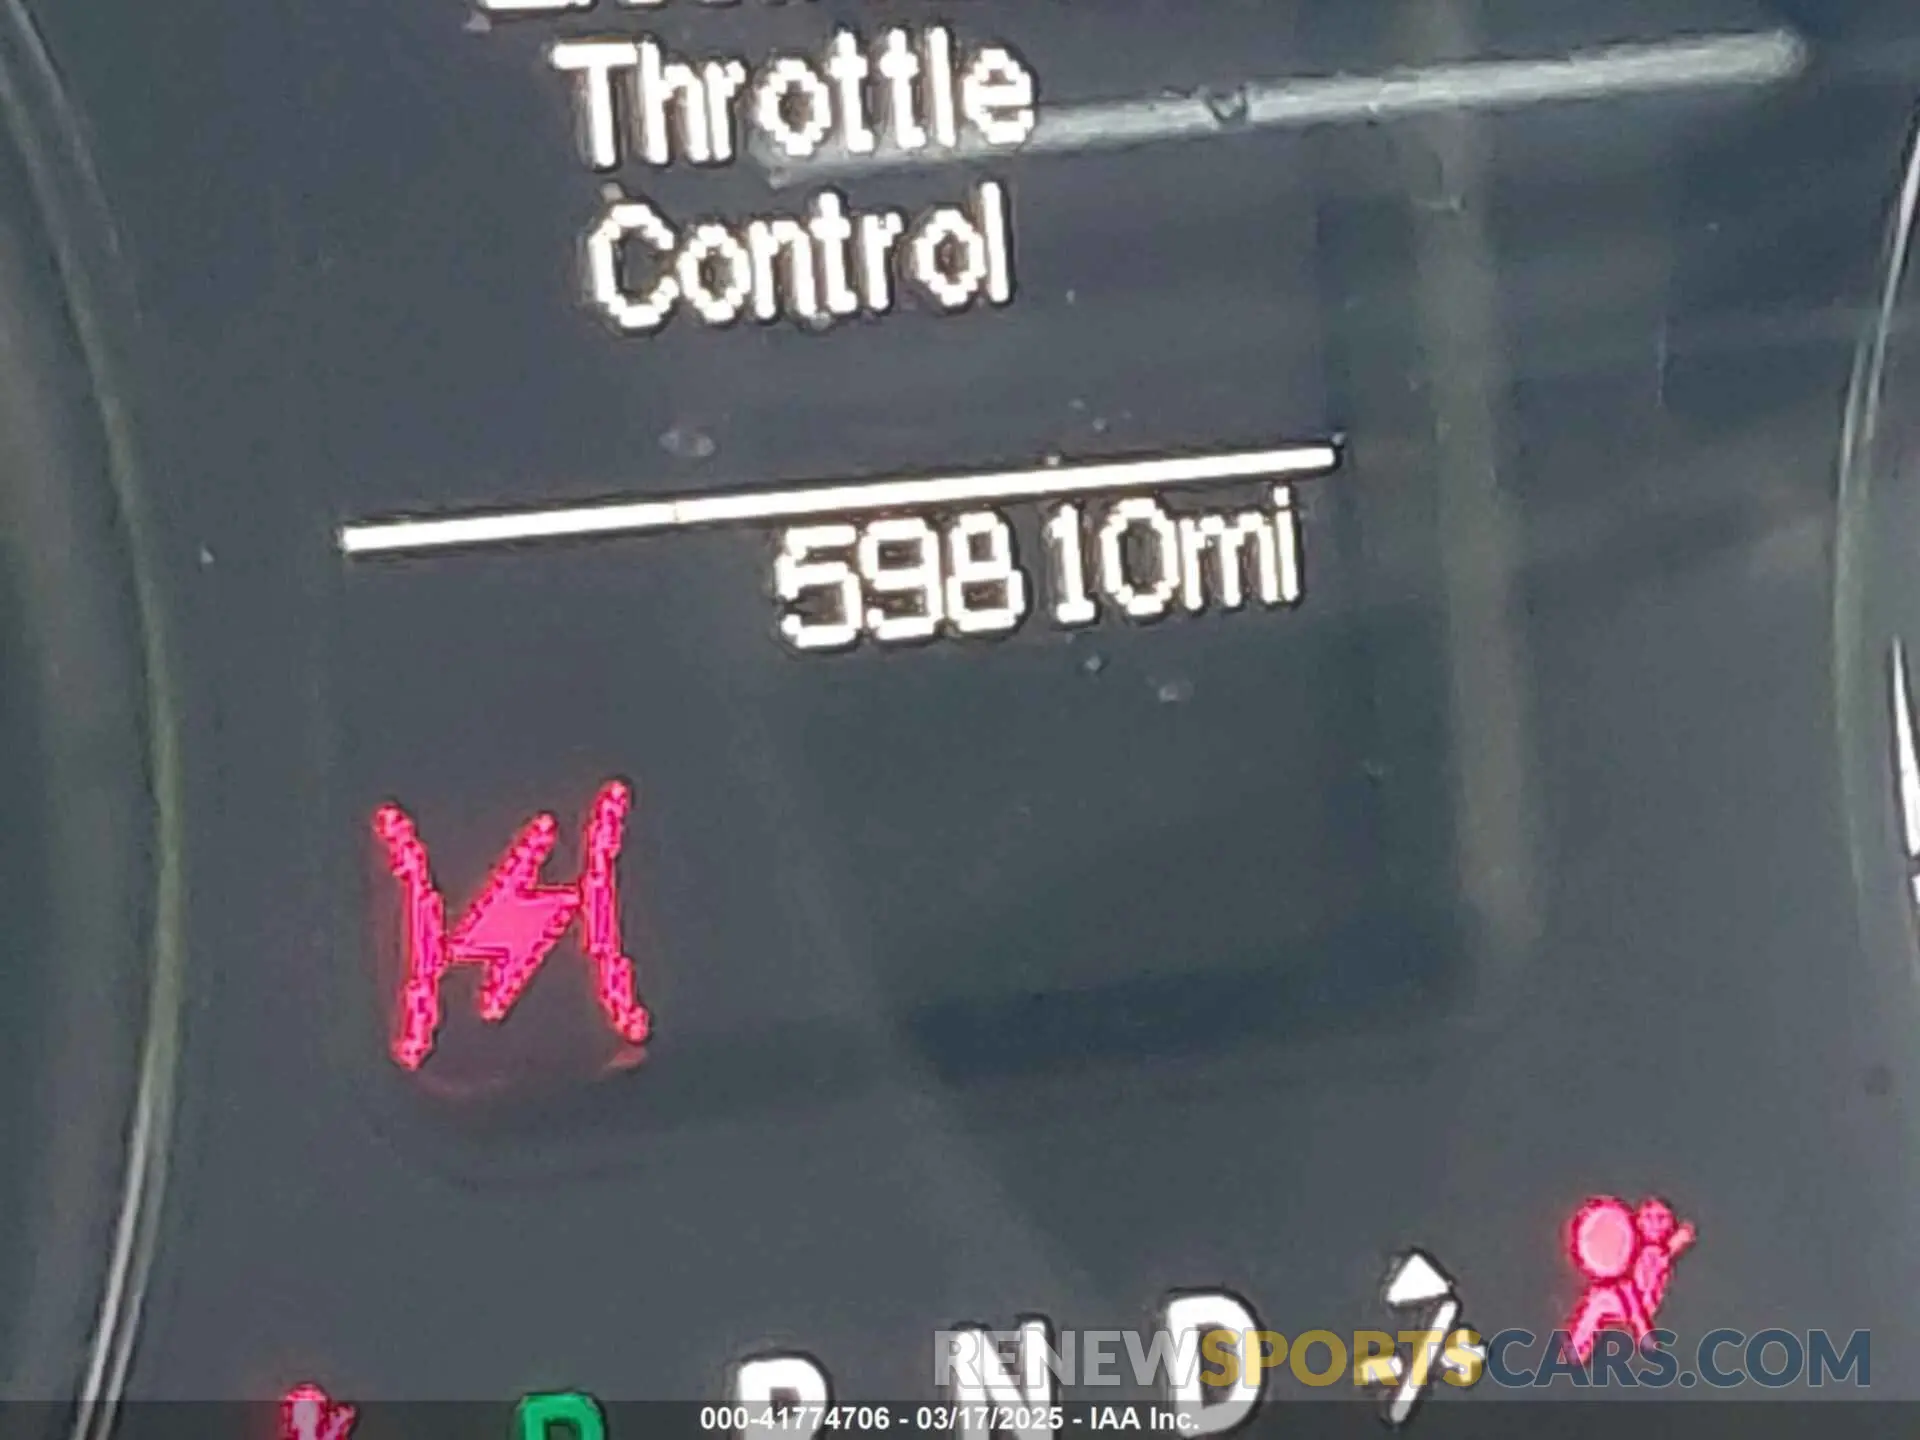 Throttle
Control
59810mi
P R N D +/-
RENEWSPORTSCARS.COM
000-41774706 - 03/17/2025 - IAA Inc.